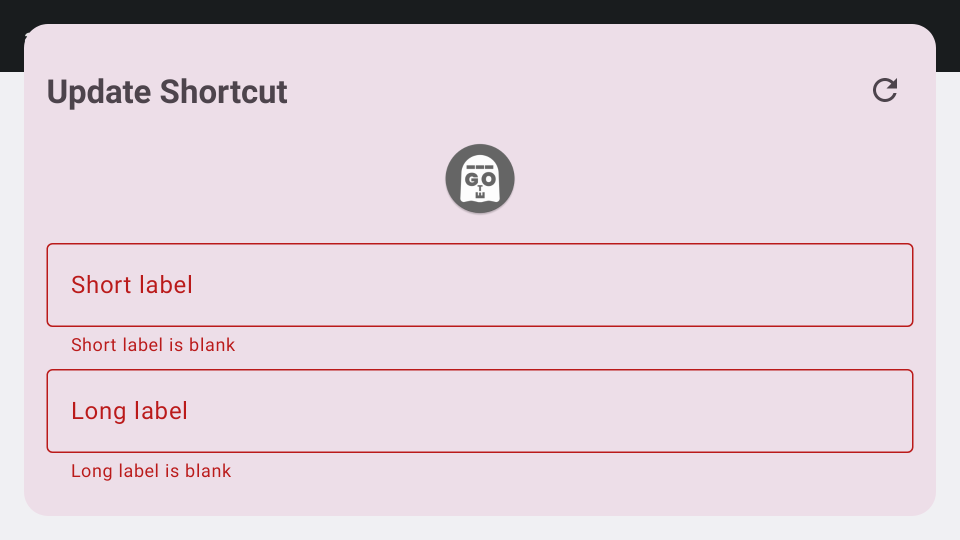 Update Shortcut
GO
Short label
Short label is blank
Long label
Long label is blank